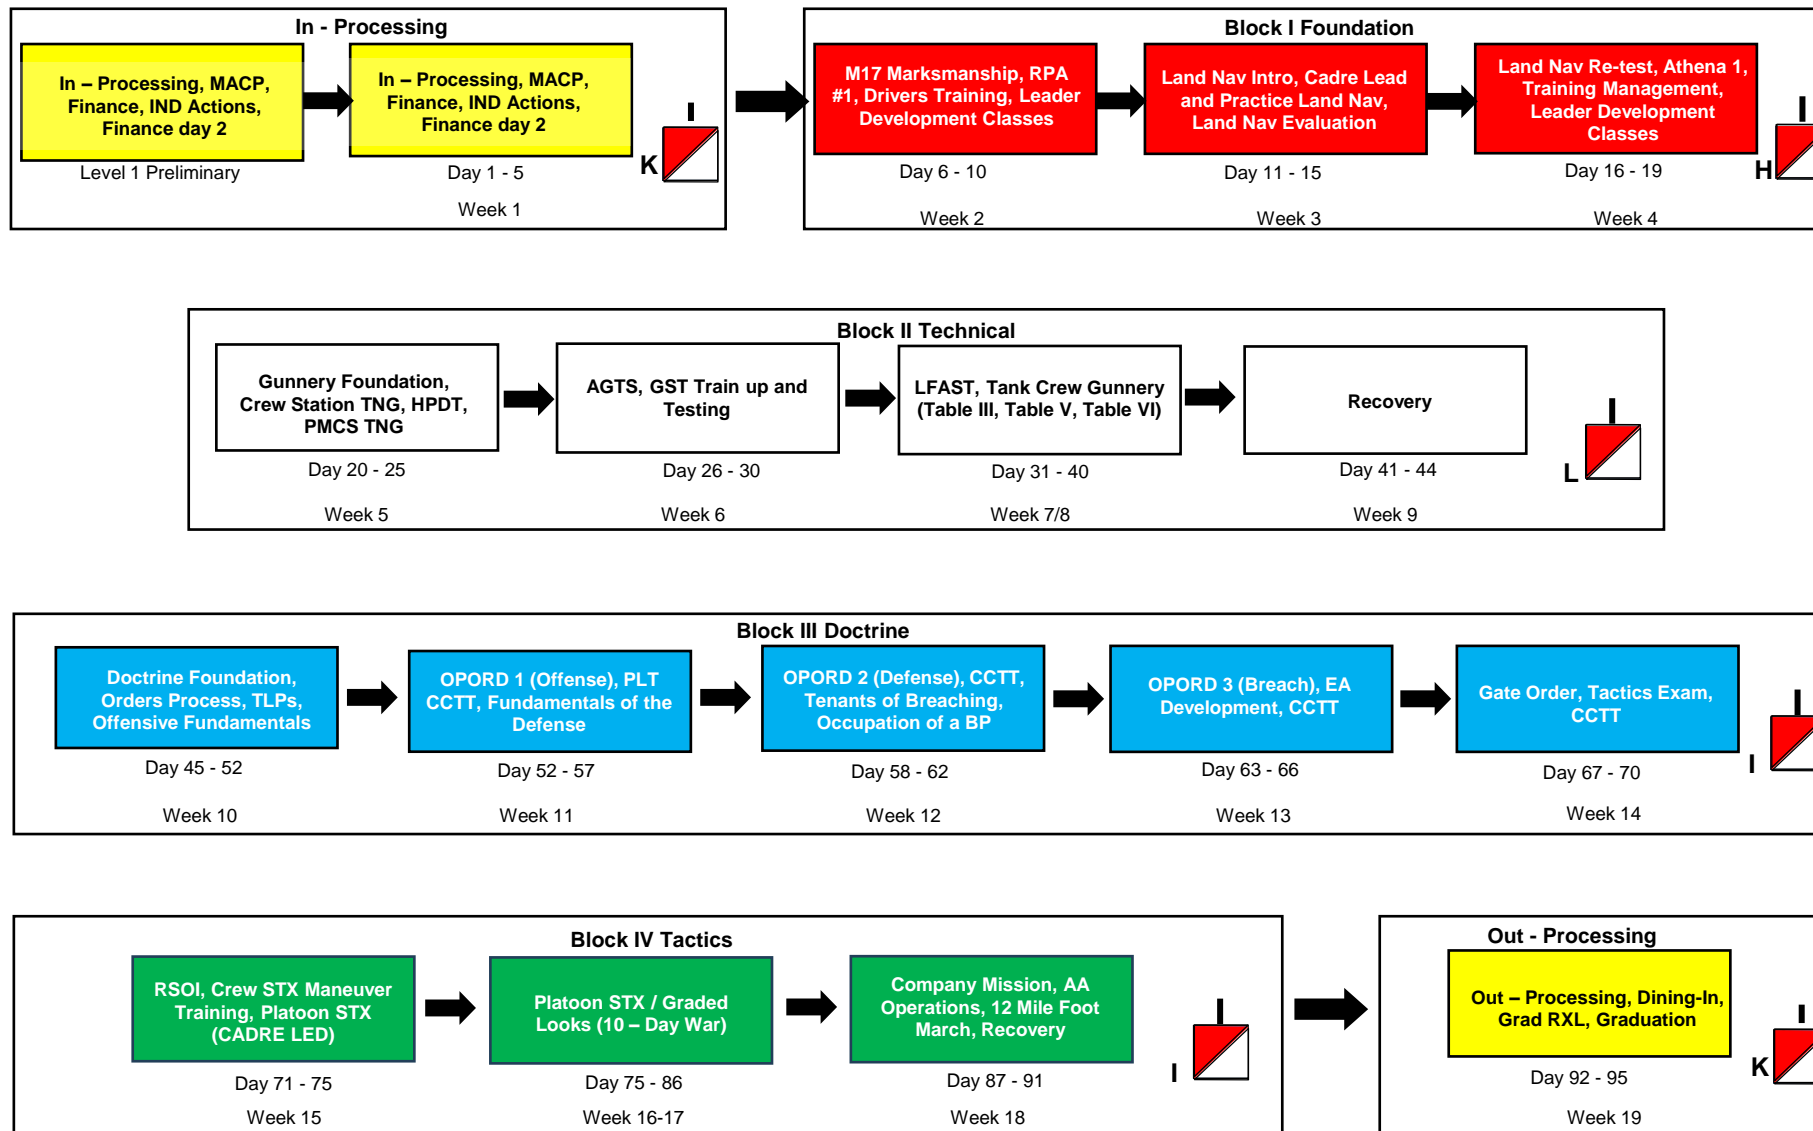 In - Processing
In – Processing, MACP,
Finance, IND Actions,
Finance day 2
Level 1 Preliminary
In – Processing, MACP,
Finance, IND Actions,
Finance day 2
Day 1 - 5
Week 1
K
I
Block I Foundation
M17 Marksmanship, RPA
#1, Drivers Training, Leader
Development Classes
Day 6 - 10
Week 2
Land Nav Intro, Cadre Lead
and Practice Land Nav,
Land Nav Evaluation
Day 11 - 15
Week 3
Land Nav Re-test, Athena 1,
Training Management,
Leader Development
Classes
Day 16 - 19
Week 4
H
I
Block II Technical
Gunnery Foundation,
Crew Station TNG, HPDT,
PMCS TNG
Day 20 - 25
Week 5
AGTS, GST Train up and
Testing
Day 26 - 30
Week 6
LFAST, Tank Crew Gunnery
(Table III, Table V, Table VI)
Day 31 - 40
Week 7/8
Recovery
Day 41 - 44
Week 9
L
I
Block III Doctrine
Doctrine Foundation,
Orders Process, TLPs,
Offensive Fundamentals
Day 45 - 52
Week 10
OPORD 1 (Offense), PLT
CCTT, Fundamentals of the
Defense
Day 52 - 57
Week 11
OPORD 2 (Defense), CCTT,
Tenants of Breaching,
Occupation of a BP
Day 58 - 62
Week 12
OPORD 3 (Breach), EA
Development, CCTT
Day 63 - 66
Week 13
Gate Order, Tactics Exam,
CCTT
Day 67 - 70
Week 14
I
I
Block IV Tactics
RSOI, Crew STX Maneuver
Training, Platoon STX
(CADRE LED)
Day 71 - 75
Week 15
Platoon STX / Graded
Looks (10 – Day War)
Day 75 - 86
Week 16-17
Company Mission, AA
Operations, 12 Mile Foot
March, Recovery
Day 87 - 91
Week 18
I
I
Out - Processing
Out – Processing, Dining-In,
Grad RXL, Graduation
Day 92 - 95
Week 19
K
I